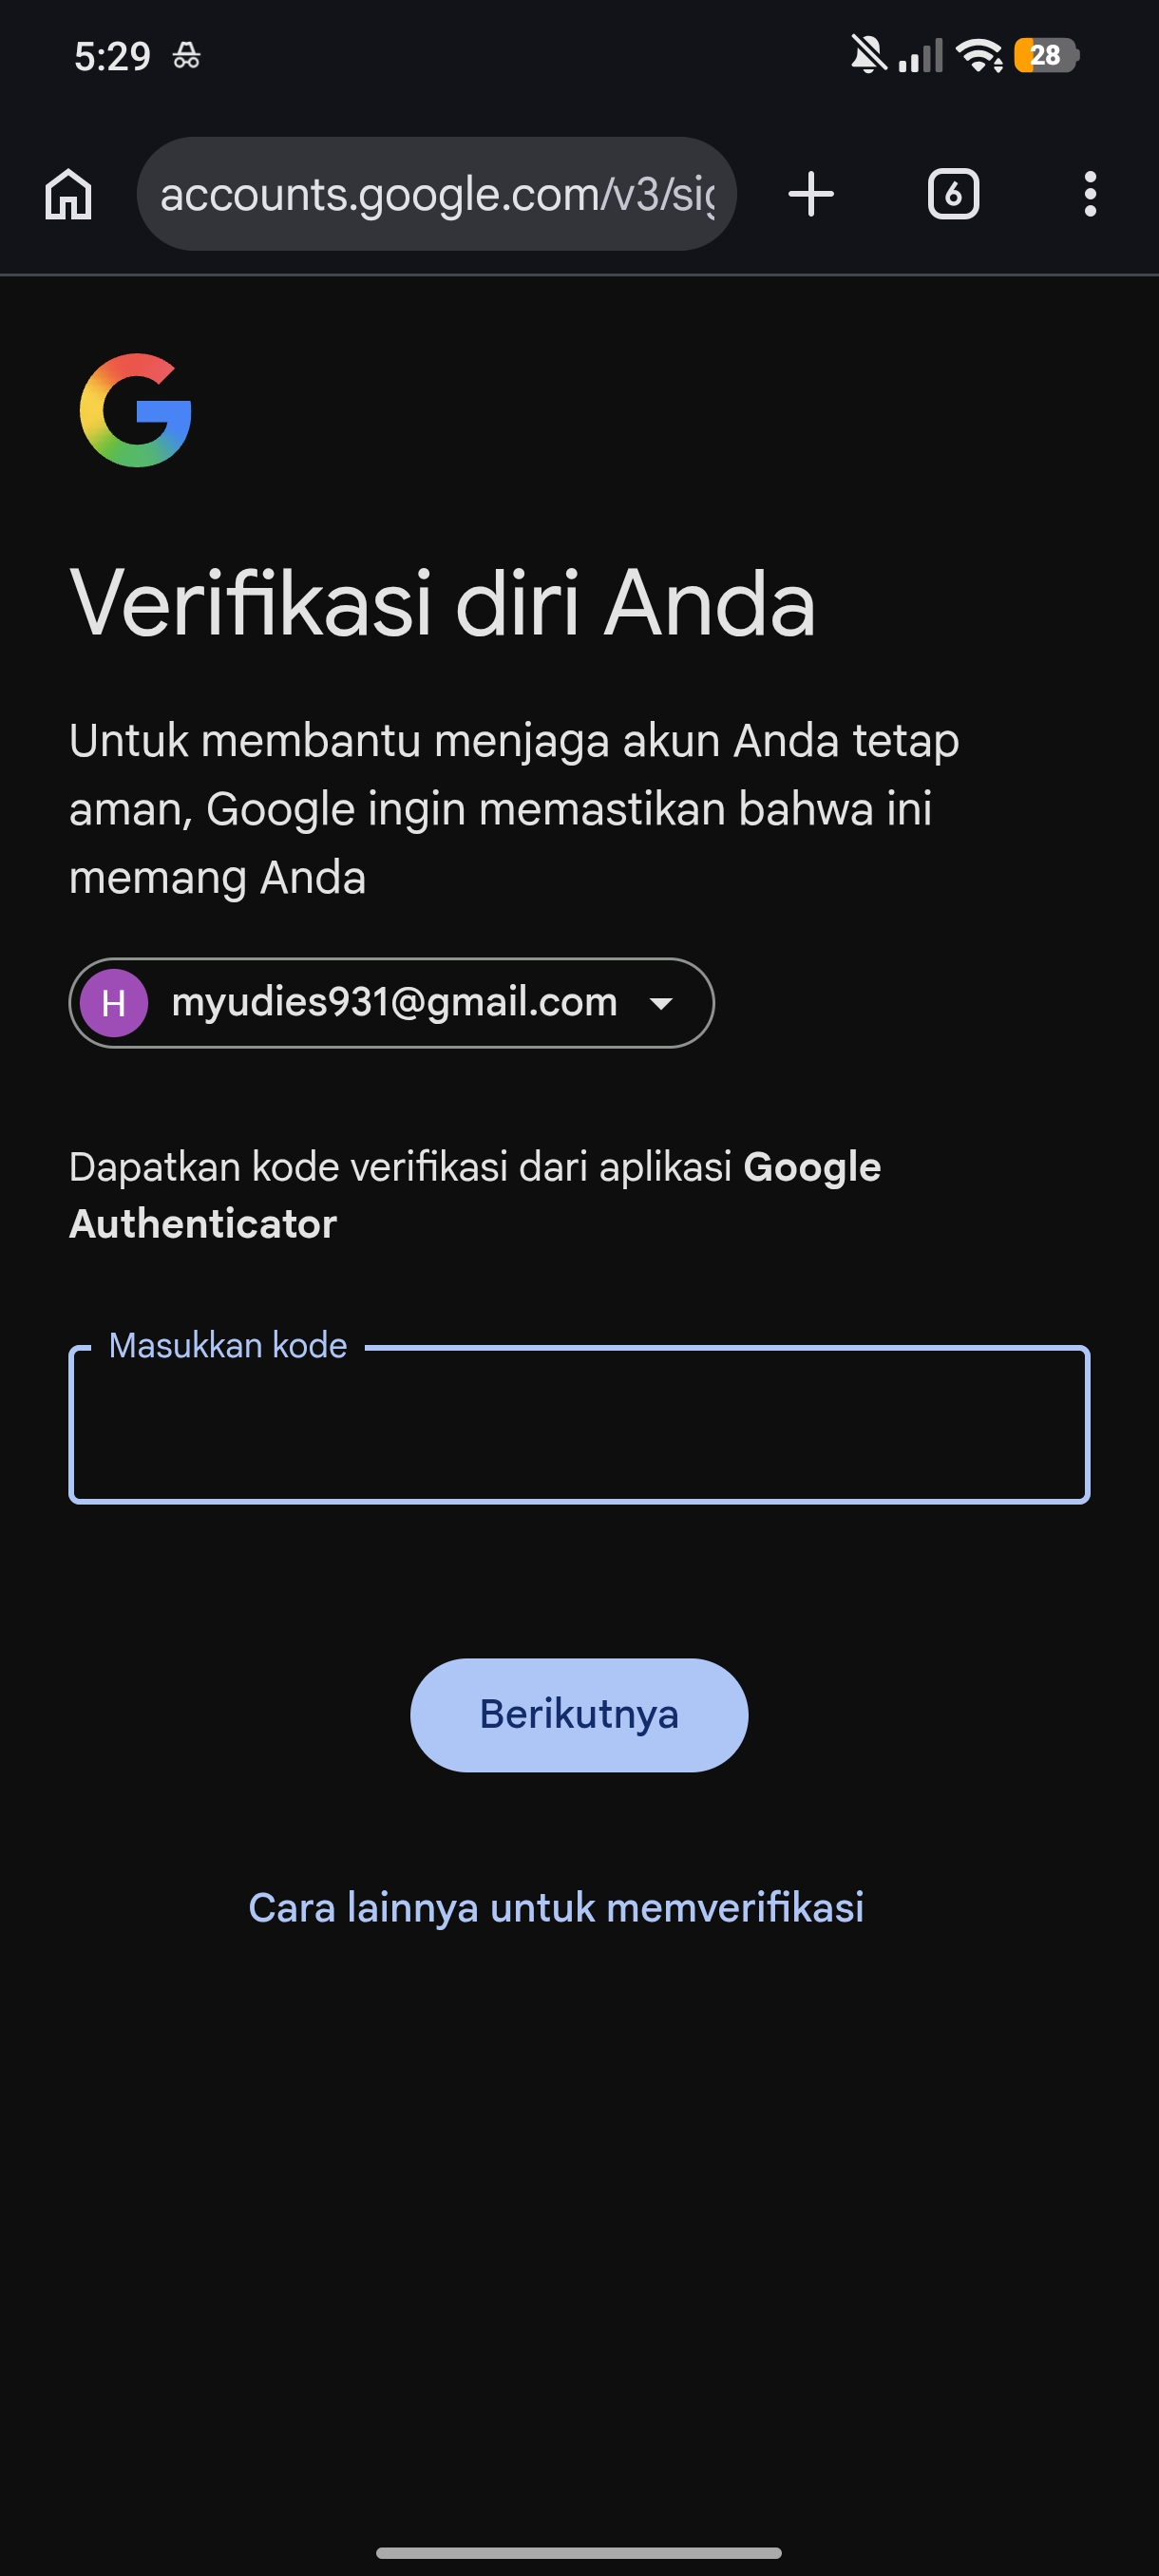 5:29
28
accounts.google.com/v3/sig
6
Verifikasi diri Anda
Untuk membantu menjaga akun Anda tetap
aman, Google ingin memastikan bahwa ini
memang Anda
H myudies931@gmail.com
Dapatkan kode verifikasi dari aplikasi Google
Authenticator
Masukkan kode
Berikutnya
Cara lainnya untuk memverifikasi